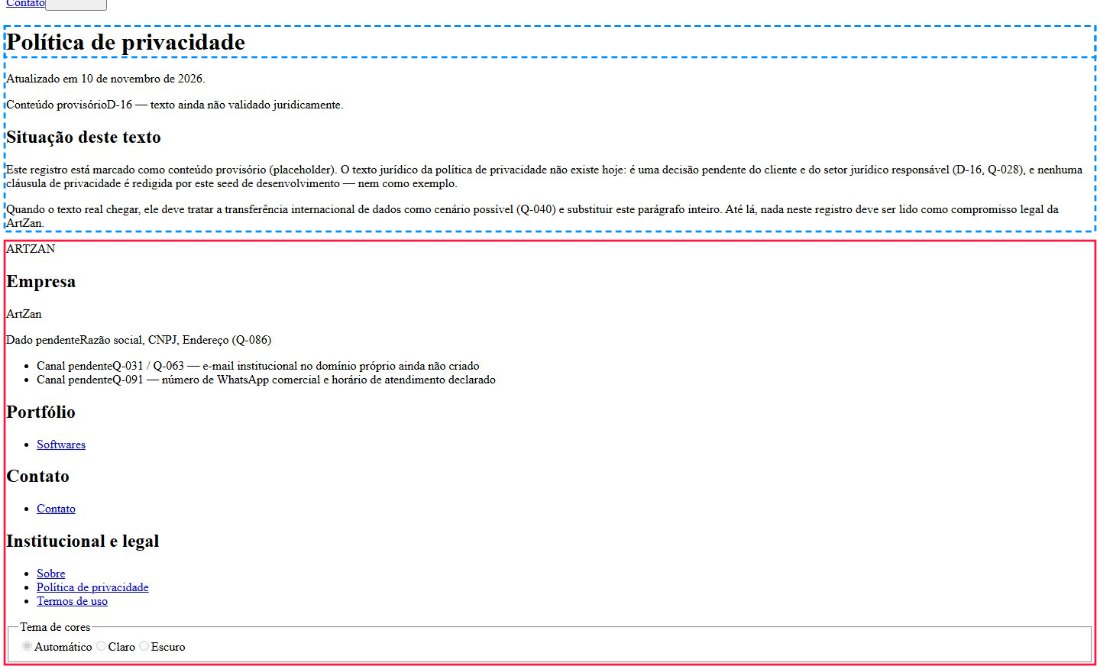 Contato
Política de privacidade
Atualizado em 10 de novembro de 2026.
Conteúdo provisórioD-16 — texto ainda não validado juridicamente.
Situação deste texto
Este registro está marcado como conteúdo provisório (placeholder). O texto jurídico da política de privacidade não existe hoje: é uma decisão pendente do cliente e do setor jurídico responsável (D-16, Q-028), e nenhuma
cláusula de privacidade é redigida por este seed de desenvolvimento — nem como exemplo.
Quando o texto real chegar, ele deve tratar a transferência internacional de dados como cenário possível (Q-040) e substituir este parágrafo inteiro. Até lá, nada neste registro deve ser lido como compromisso legal da
ArtZan.
ARTZAN
Empresa
ArtZan
Dado pendenteRazão social, CNPJ, Endereço (Q-086)
Canal pendenteQ-031 / Q-063 — e-mail institucional no domínio próprio ainda não criado
Canal pendenteQ-091 — número de WhatsApp comercial e horário de atendimento declarado
Portfólio
Softwares
Contato
Contato
Institucional e legal
Sobre
Política de privacidade
Termos de uso
Tema de cores
Automático Claro Escuro